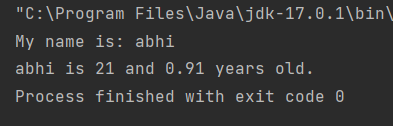 "C:\Program Files\Java\jdk-17.0.1\bin\
My name is: abhi
abhi is 21 and 0.91 years old.
Process finished with exit code 0